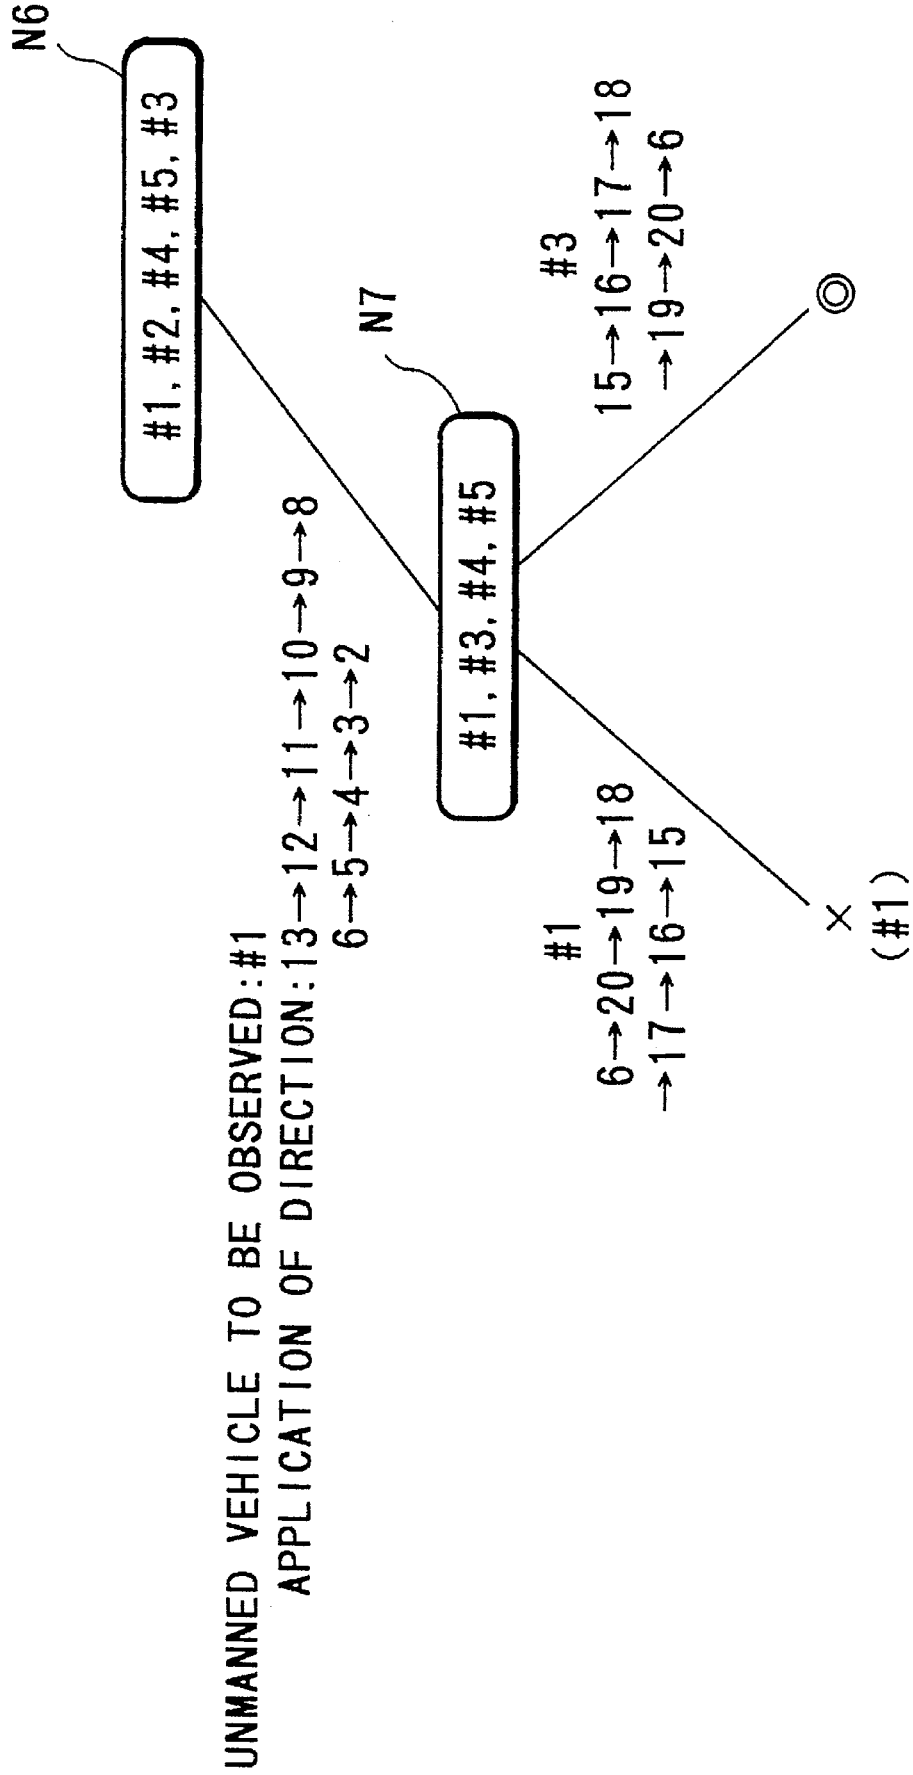 N6
#1, #2, #4, #5, #3
UNMANNED VEHICLE TO BE OBSERVED:#1
APPLICATION OF DIRECTION:13→12→11→10→9→8
6→5→4→3→2
N7
#1, #3, #4, #5
#1
6→20→19→18
→17→16→15
#3
15→16→17→18
→19→20→6
×
(#1)